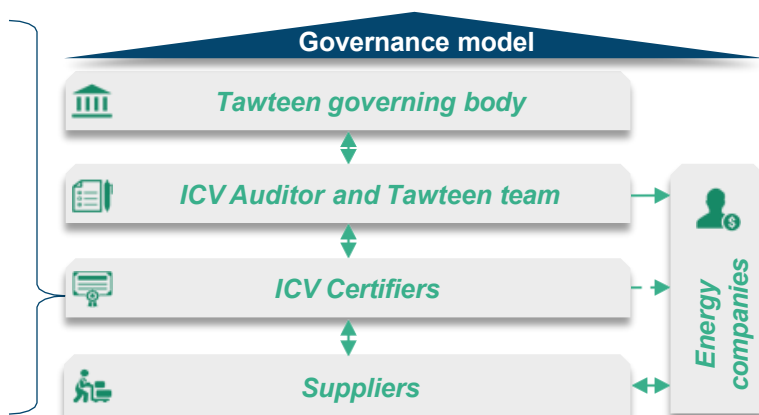 Governance model
Tawteen governing body
ICV Auditor and Tawteen team
ICV Certifiers
Suppliers
Energy
companies
$